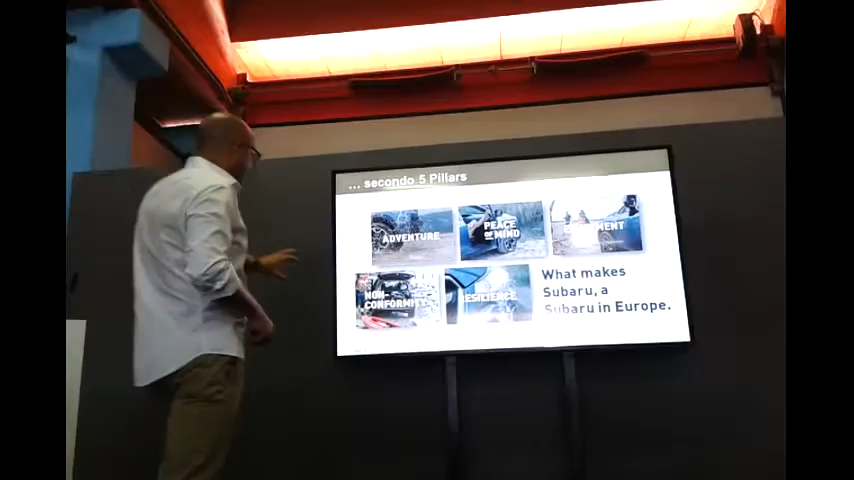 ... secondo 5 Pillars
ADVENTURE
PEACE
OF MIND
NON-
CONFORMITY
RESILIENCE
What makes
Subaru, a
Subaru in Europe.